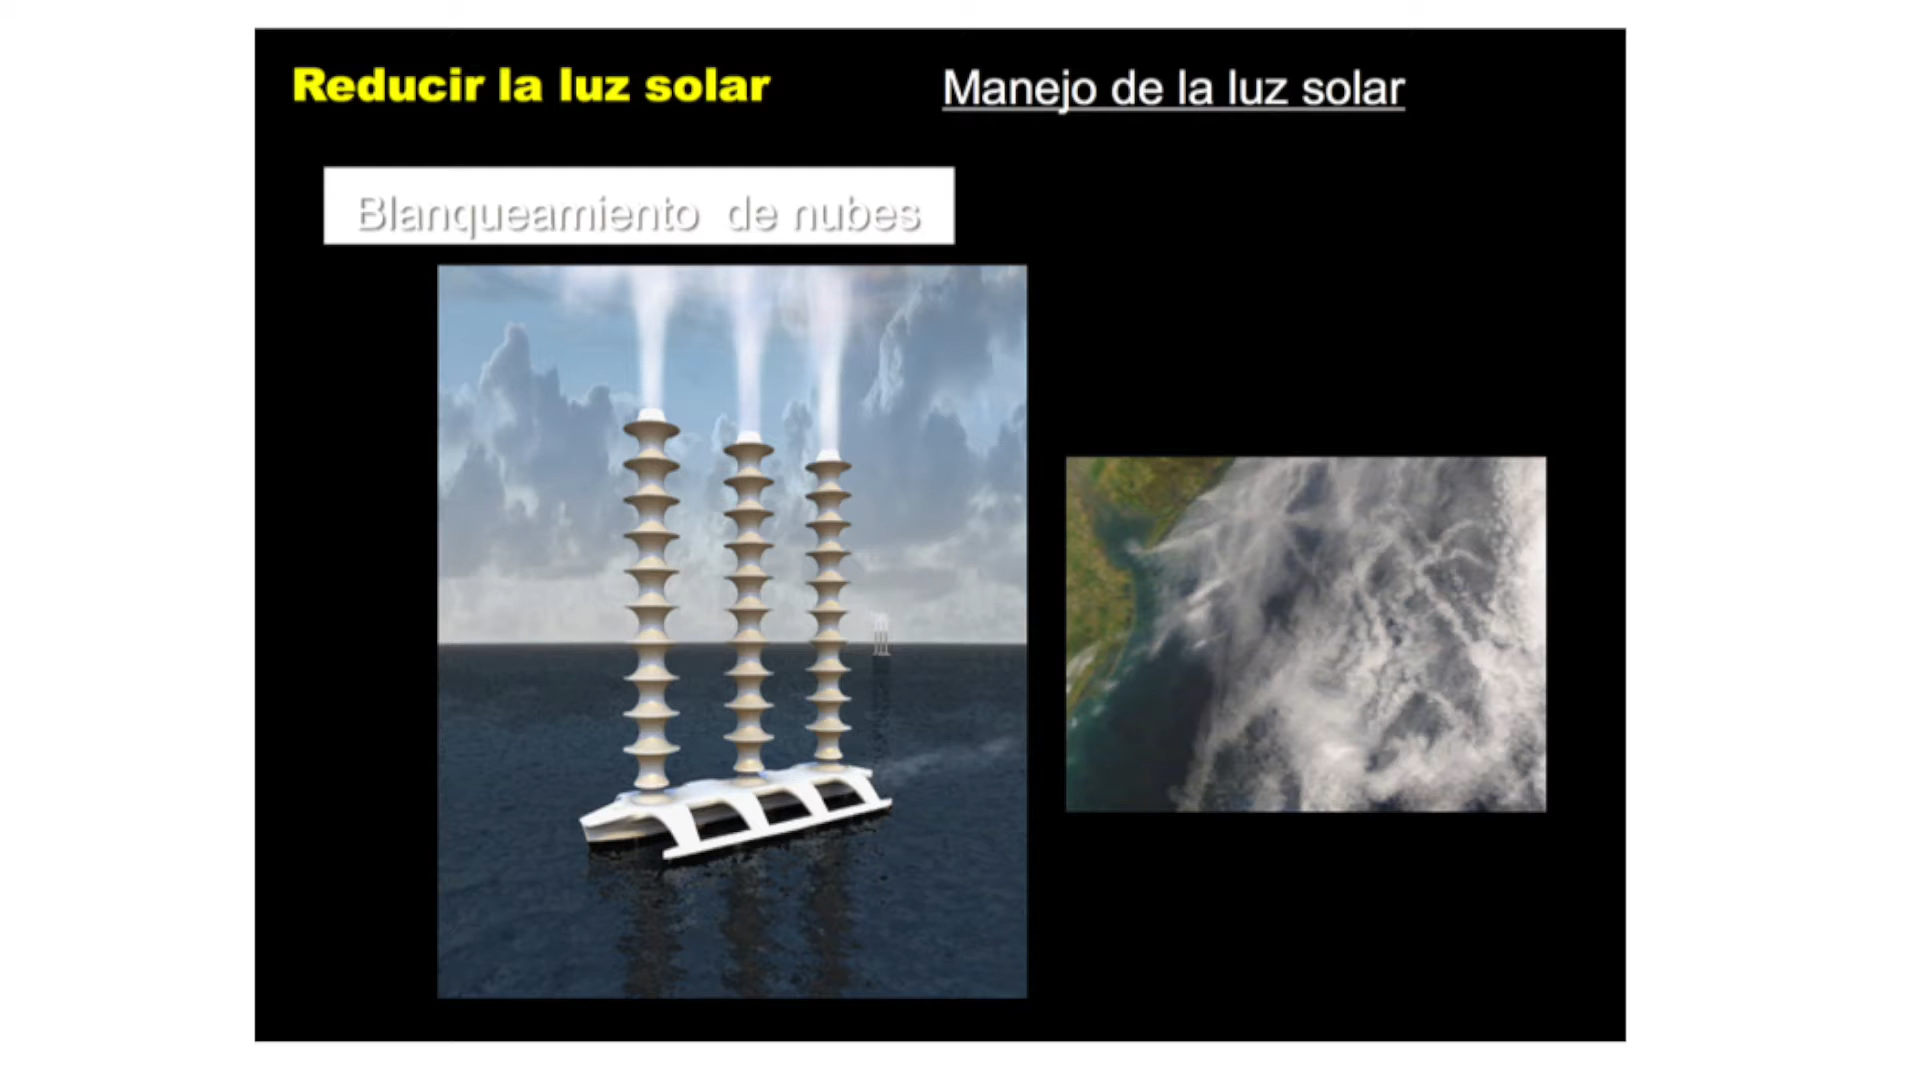 Reducir la luz solar
Manejo de la luz solar
Blanqueamiento de nubes